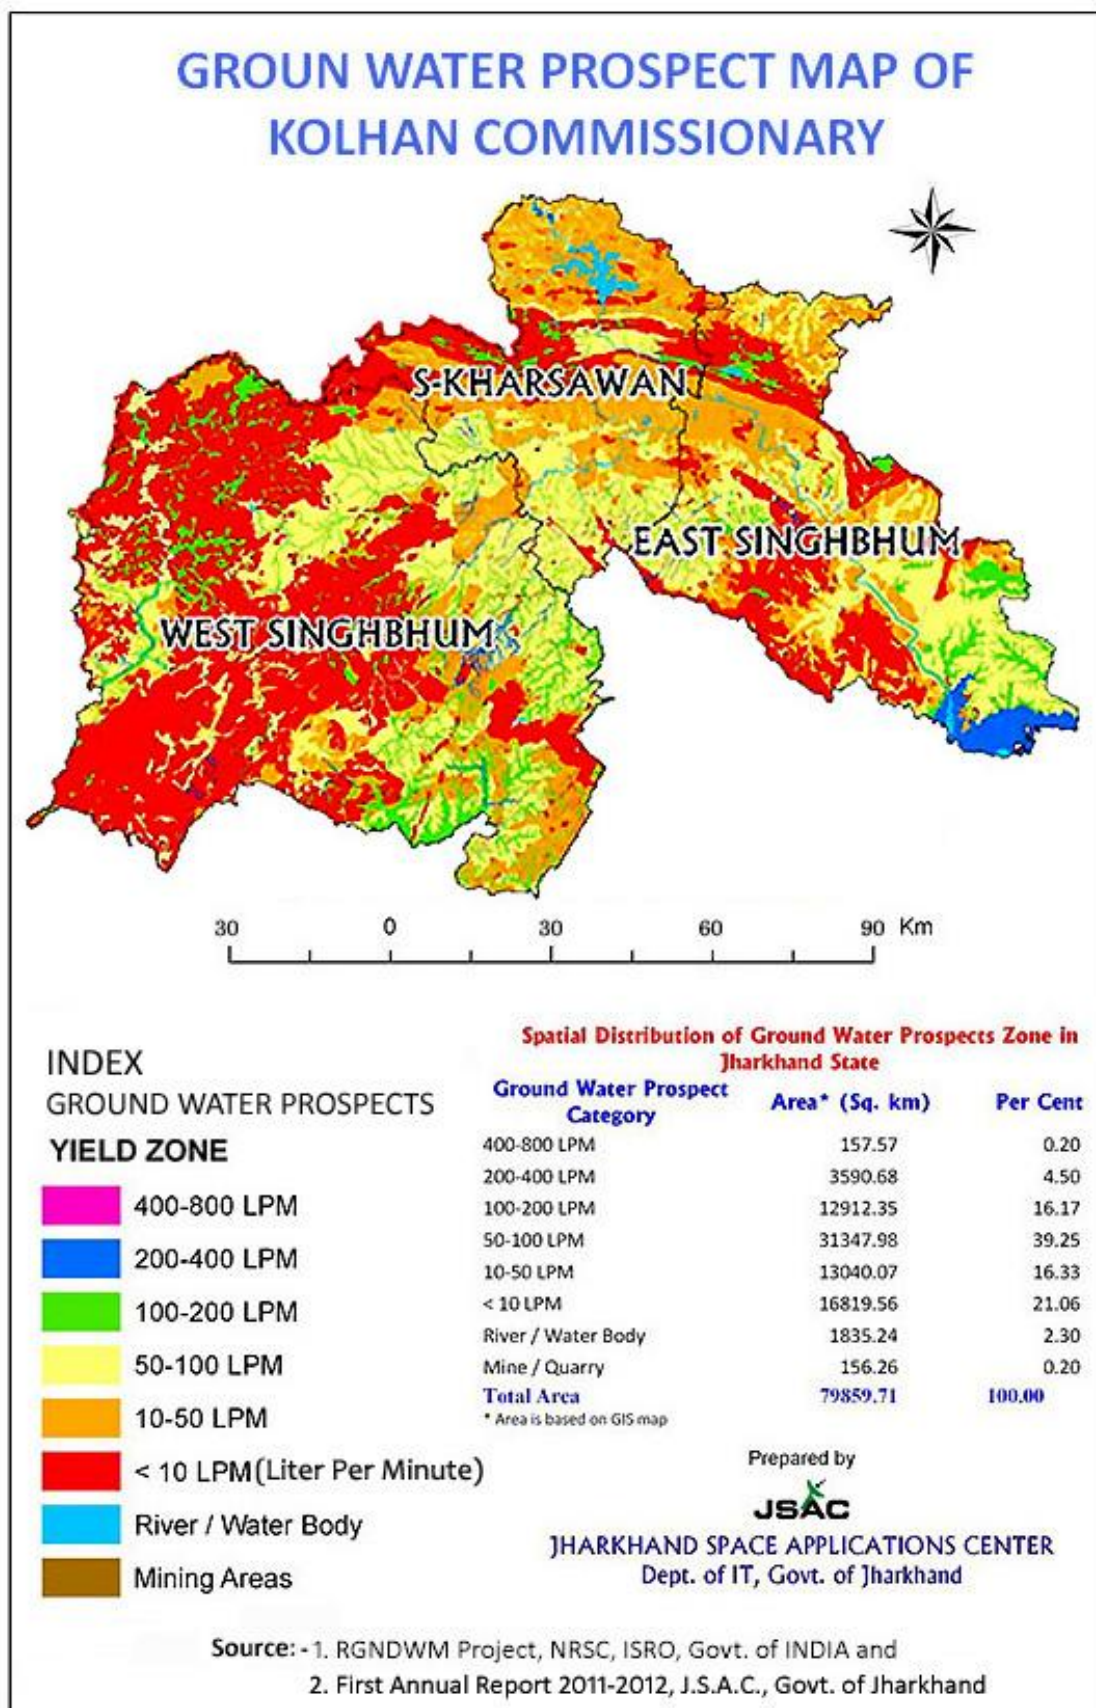 GROUN WATER PROSPECT MAP OF
KOLHAN COMMISSIONARY
S-KHARSAWAN
EAST SINGHBHUM
WEST SINGHBHUM
30 0 30 60 90 Km
INDEX
GROUND WATER PROSPECTS
YIELD ZONE
400-800 LPM
200-400 LPM
100-200 LPM
50-100 LPM
10-50 LPM
< 10 LPM(Liter Per Minute)
River / Water Body
Mining Areas
Spatial Distribution of Ground Water Prospects Zone in
Jharkhand State
Ground Water Prospect Category Area* (Sq. km) Per Cent
400-800 LPM 157.57 0.20
200-400 LPM 3590.68 4.50
100-200 LPM 12912.35 16.17
50-100 LPM 31347.98 39.25
10-50 LPM 13040.07 16.33
< 10 LPM 16819.56 21.06
River / Water Body 1835.24 2.30
Mine / Quarry 156.26 0.20
Total Area 79859.71 100.00
* Area is based on GIS map
Prepared by
JSAC
JHARKHAND SPACE APPLICATIONS CENTER
Dept. of IT, Govt. of Jharkhand
Source: - 1. RGNDWM Project, NRSC, ISRO, Govt. of INDIA and
2. First Annual Report 2011-2012, J.S.A.C., Govt. of Jharkhand